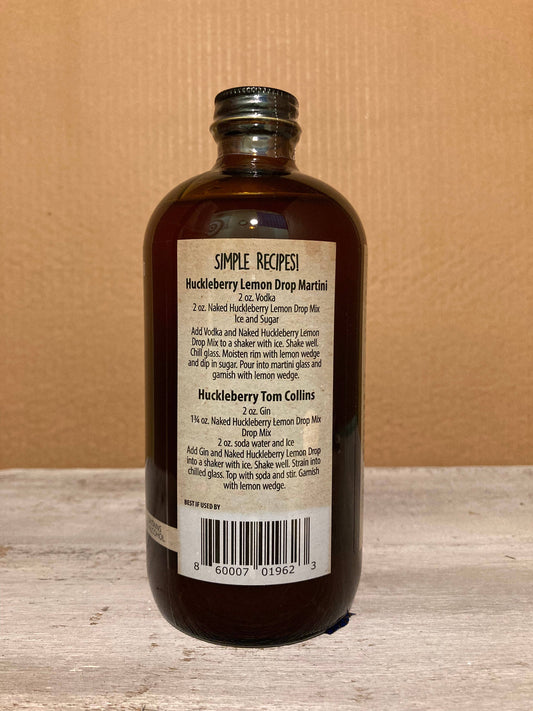 SIMPLE RECIPES!
Huckleberry Lemon Drop Martini
2 oz. Vodka
2 oz. Naked Huckleberry Lemon Drop Mix
Ice and Sugar
Add Vodka and Naked Huckleberry Lemon
Drop Mix to a shaker with ice. Shake well.
Chill glass. Moisten rim with lemon wedge
and dip in sugar. Pour into martini glass and
garnish with lemon wedge.
Huckleberry Tom Collins
2 oz. Gin
1¾ oz. Naked Huckleberry Lemon Drop Mix
Drop Mix
2 oz. soda water and Ice
Add Gin and Naked Huckleberry Lemon Drop
into a shaker with ice. Shake well. Strain into
chilled glass. Top with soda and stir. Garnish
with lemon wedge.
BEST IF USED BY
8 60007 01962 3